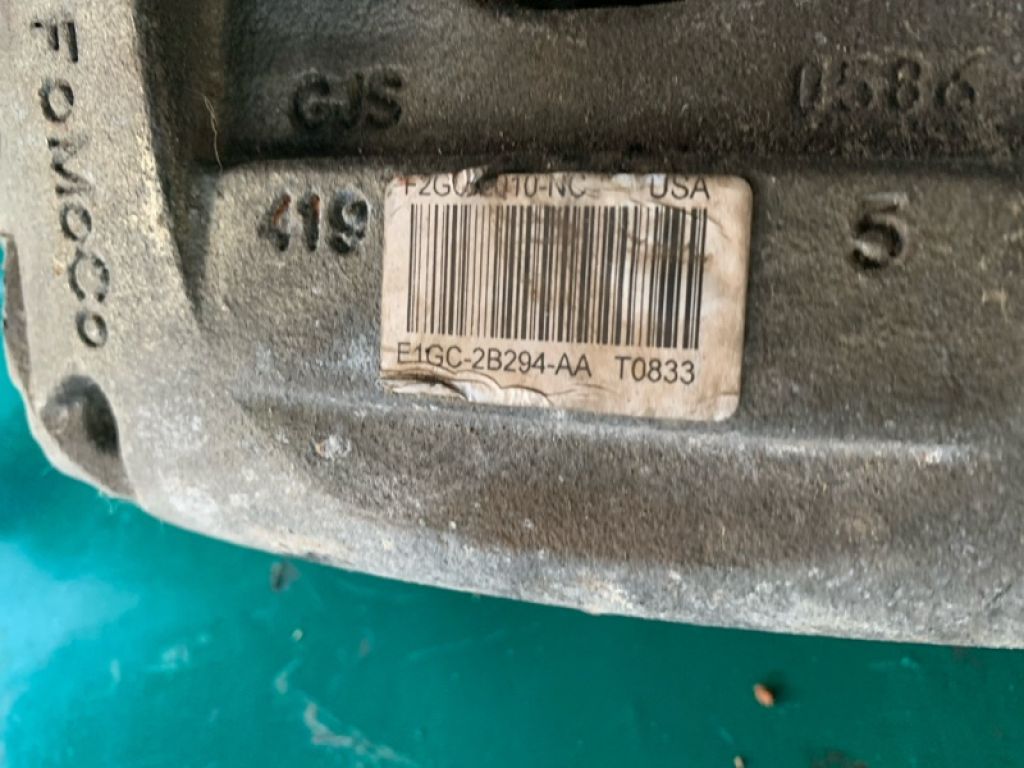 FOMOCO
GJS
0586
419
USA
5
E1GC-2B294-AA T0833